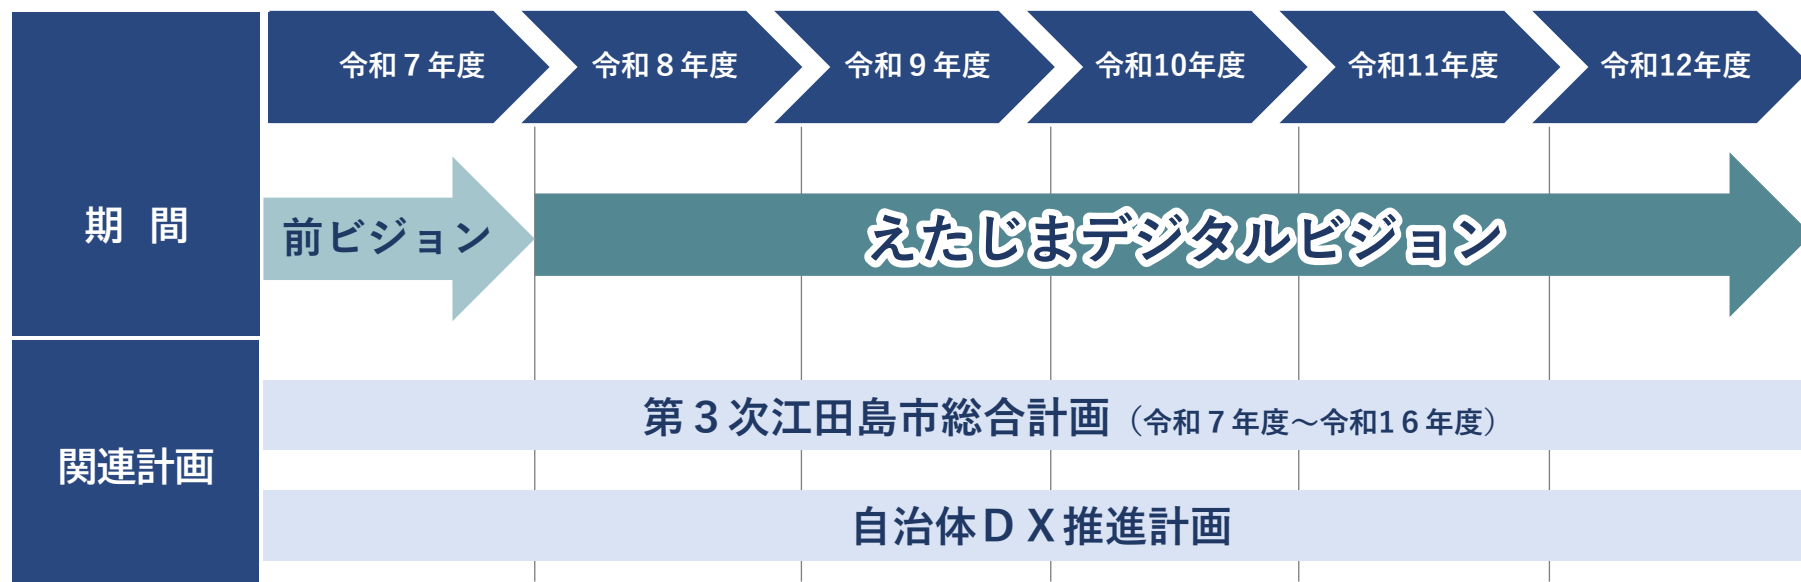 令和７年度
令和８年度
令和９年度
令和10年度
令和11年度
令和12年度
期 間
前ビジョン
えたじまデジタルビジョン
関連計画
第３次江田島市総合計画（令和７年度～令和1６年度）
自治体ＤＸ推進計画